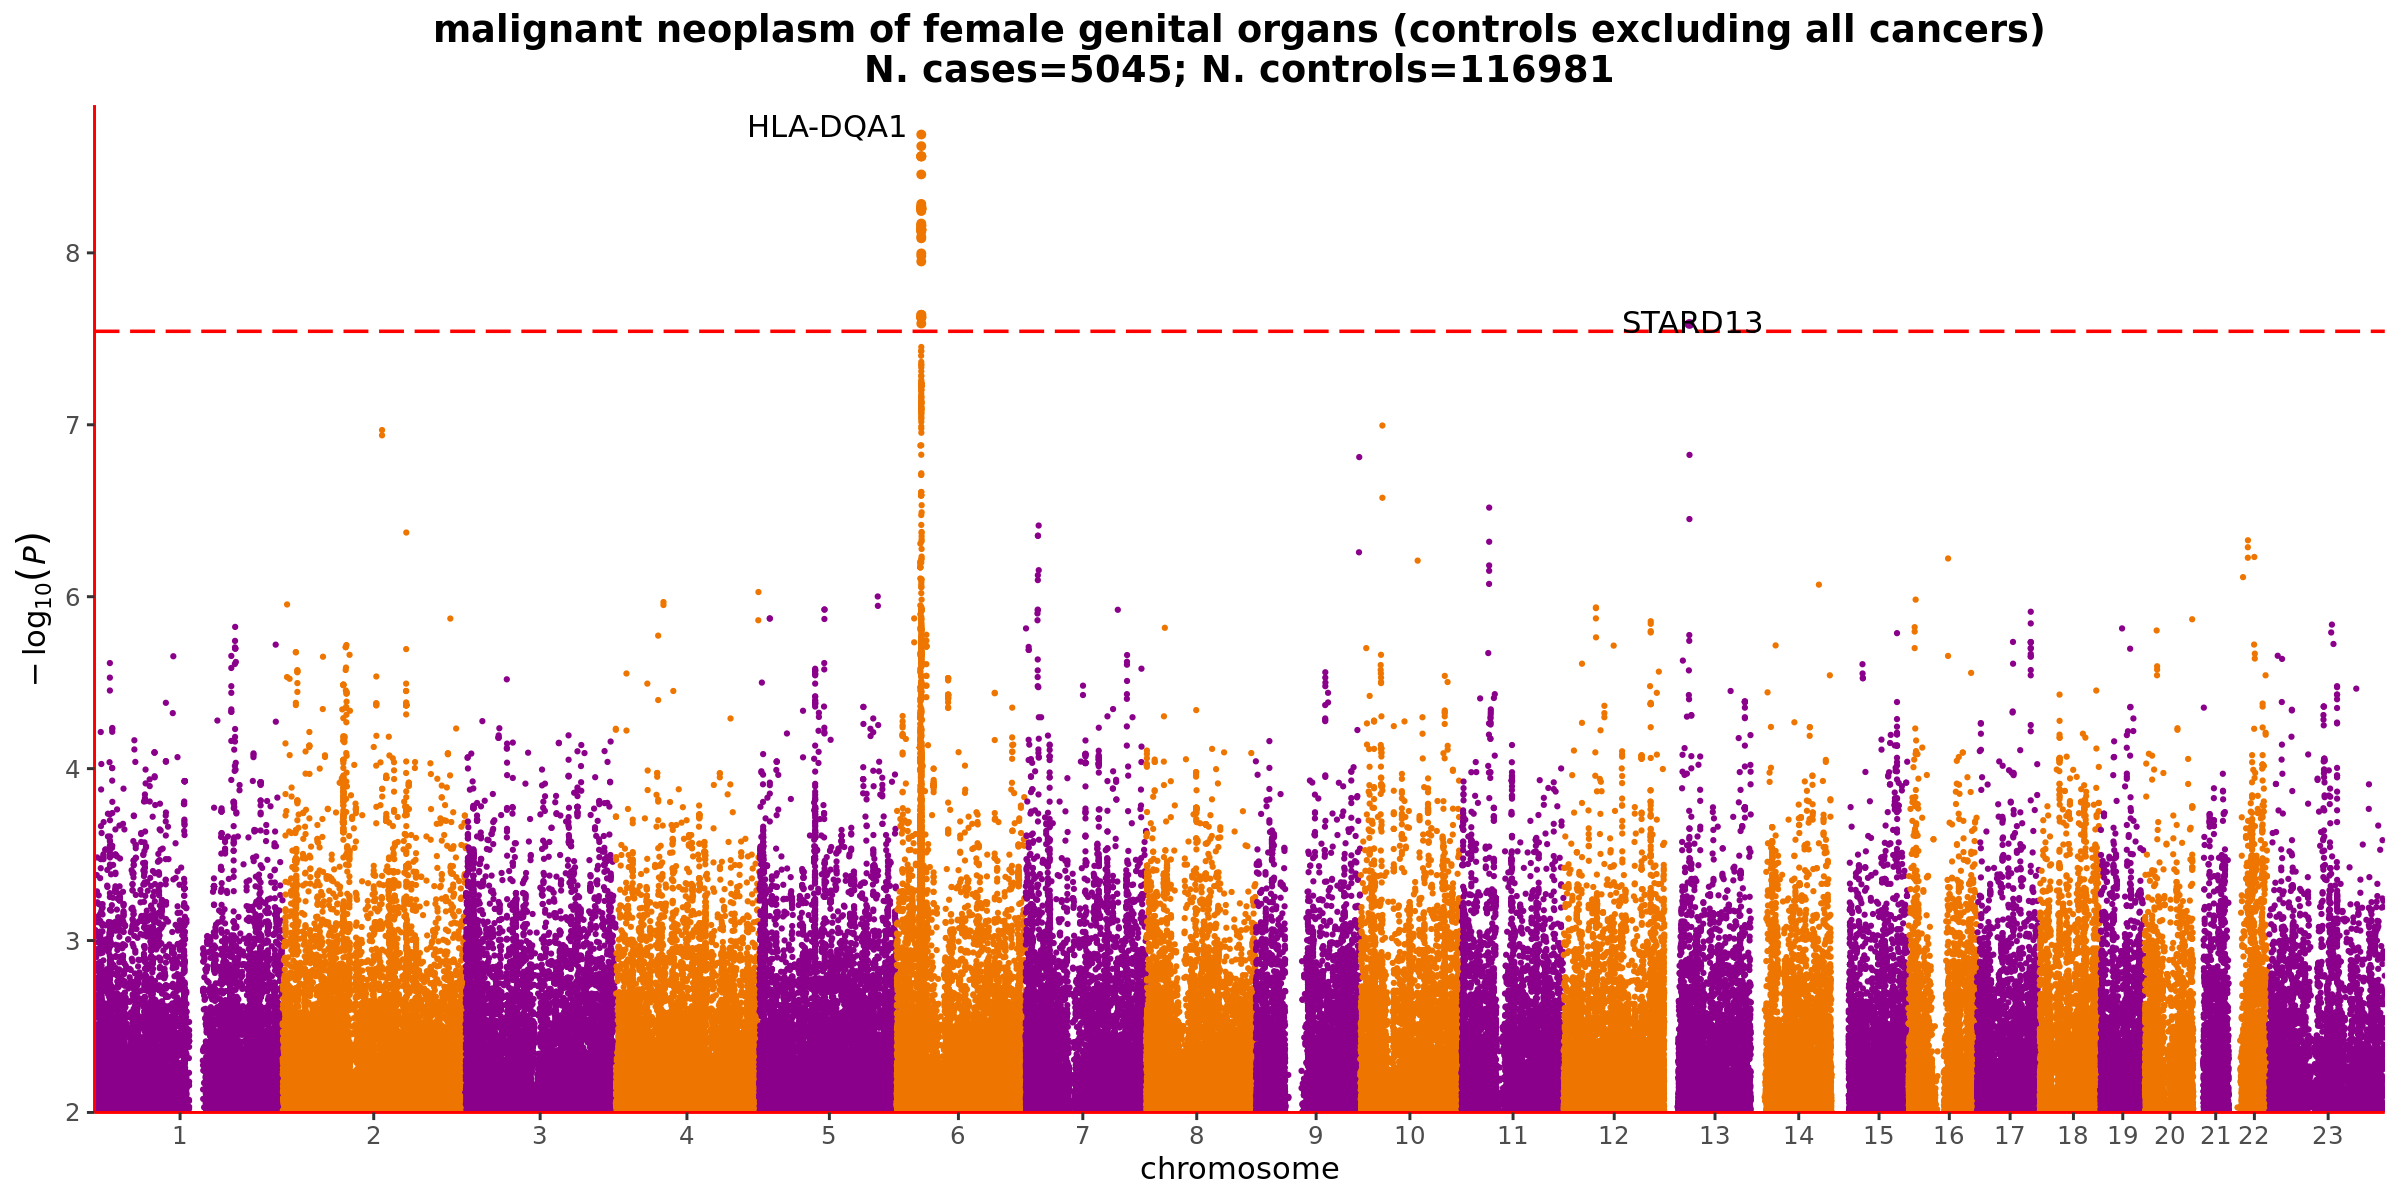 malignant neoplasm of female genital organs (controls excluding all cancers)
N. cases=5045; N. controls=116981
HLA-DQA1
STARD13
8
7
6
4
3
2
−log₁₀(P)
1 2 3 4 5 6 7 8 9 10 11 12 13 14 15 16 17 18 19 20 21 22 23
chromosome